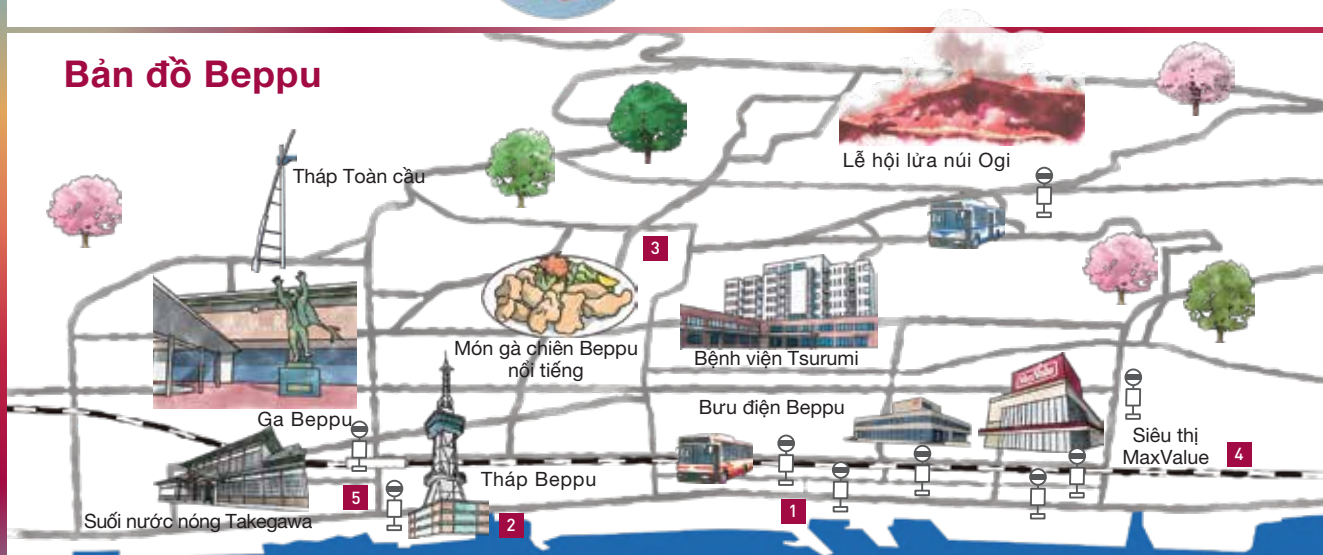 Bản đồ Beppu
Tháp Toàn cầu
Lễ hội lửa núi Ogi
3
Món gà chiên Beppu
nổi tiếng
Bệnh viện Tsurumi
MaxValue
Ga Beppu
Bưu điện Beppu
Siêu thị
MaxValue
4
Tháp Beppu
5
Suối nước nóng Takegawa
2
1